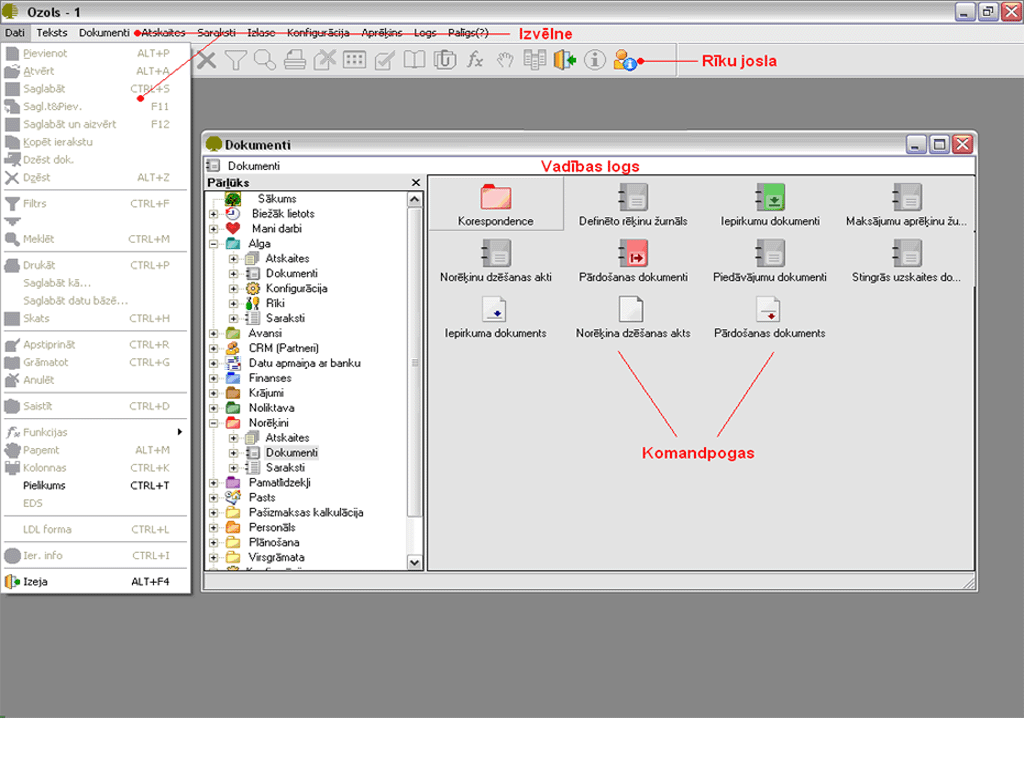 Ozols - 1
Dati Teksts Dokumenti Atskaites Saraksti Izlase Konfigurācija Aprēķins Logs Palīgs(?) Izvēlne
Rīku josla
Pievienot ALT+P
Atvērt ALT+A
Saglabāt CTRL+S
Sagl.t&Piev. F11
Saglabāt un aizvērt F12
Kopēt ierakstu
Dzēst dok.
Dzēst ALT+Z
Filtrs CTRL+F
Meklēt CTRL+M
Drukāt CTRL+P
Saglabāt kā...
Saglabāt datu bāzē...
Skats CTRL+H
Apstiprināt CTRL+R
Grāmatot CTRL+G
Anulēt
Saistīt CTRL+D
Funkcijas
Paņemt ALT+M
Kolonnas CTRL+K
Pielikums CTRL+T
EDS
LDL forma CTRL+L
Ier. info CTRL+I
Izeja ALT+F4
Dokumenti
Dokumenti
Vadības logs
Pārlūks
Sākums
Biežāk lietots
Mani darbi
Alga
Atskaites
Dokumenti
Konfigurācija
Rīki
Saraksti
Avansi
CRM (Partneri)
Datu apmaiņa ar banku
Finanses
Krājumi
Noliktava
Norēķini
Atskaites
Dokumenti
Saraksti
Pamatlīdzekļi
Pasts
Pašizmaksas kalkulācija
Personāls
Plānošana
Virsgrāmata
Korespondence Definēto rēķinu žurnāls Iepirkumu dokumenti Maksājumu aprēķinu žu...
Norēķinu dzēšanas akti Pārdošanas dokumenti Piedāvājumu dokumenti Stingrās uzskaites do...
Iepirkuma dokuments Norēķina dzēšanas akts Pārdošanas dokuments
Komandpogas